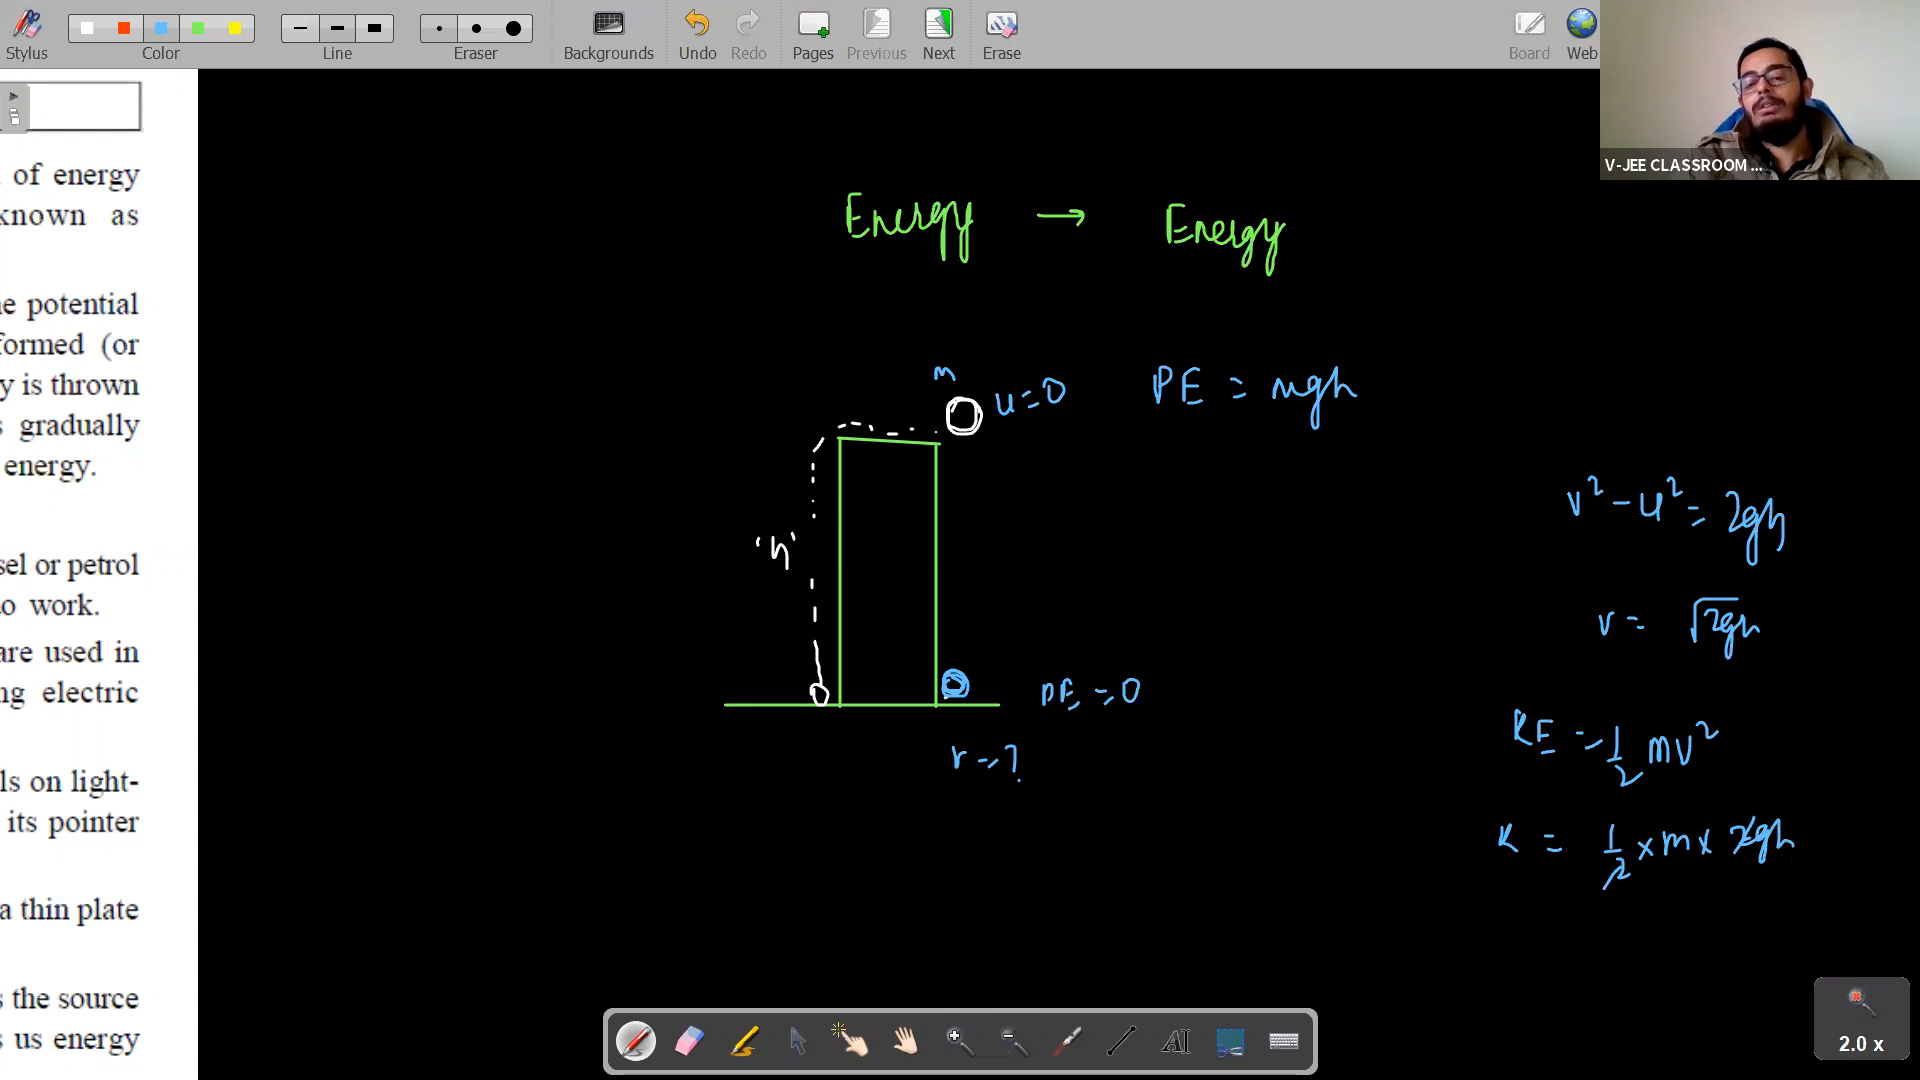 Stylus Color Line Eraser Backgrounds Undo Redo Pages Previous Next Erase Board Web
V-JEE CLASSROOM ...
of energy
known as
potential
formed (or
y is thrown
gradually
energy.
sel or petrol
o work.
are used in
ng electric
ls on light-
its pointer
a thin plate
s the source
s us energy
Energy → Energy
m
u = 0
PE = mgh
'h'
PE = 0
v = ?
v² - u² = 2gh
v = √2gh
KE = 1/2 mv²
K = 1/2 × m × 2gh
2.0 x